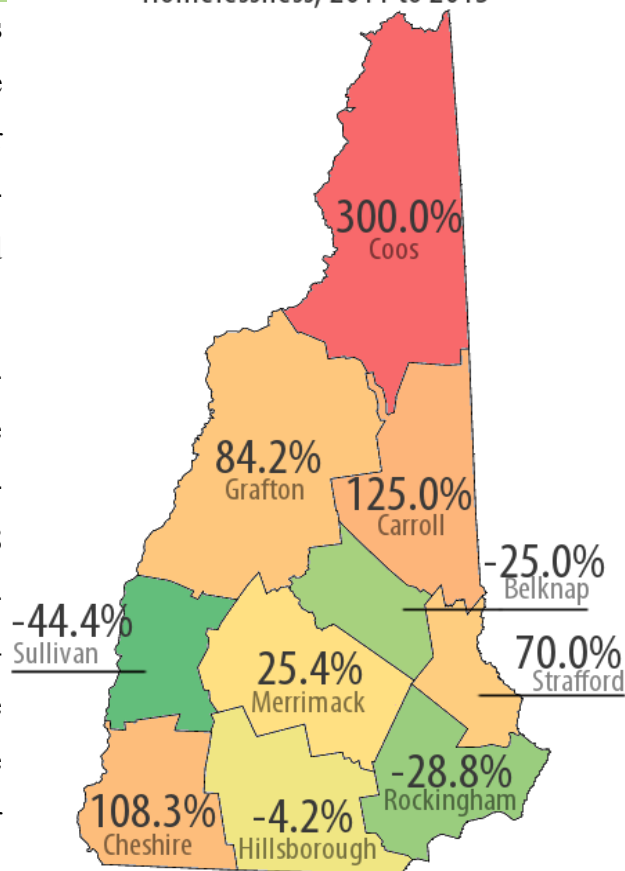 300.0%
Coos
84.2%
Grafton
125.0%
Carroll
-25.0%
Belknap
-44.4%
Sullivan
70.0%
Strafford
25.4%
Merrimack
-28.8%
Rockingham
108.3%
Cheshire
-4.2%
Hillsborough